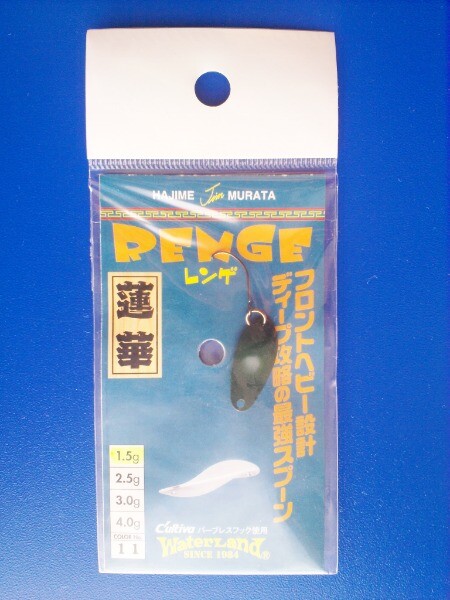 HAJIME Join MURATA
RENGE
レンゲ
蓮華
フロントヘビー設計
ディープ攻略の最強スプーン
1.5g
2.5g
3.0g
4.0g
COLOR No.
11
Cultiva バーブレスフック使用
WaterLand®
SINCE 1984